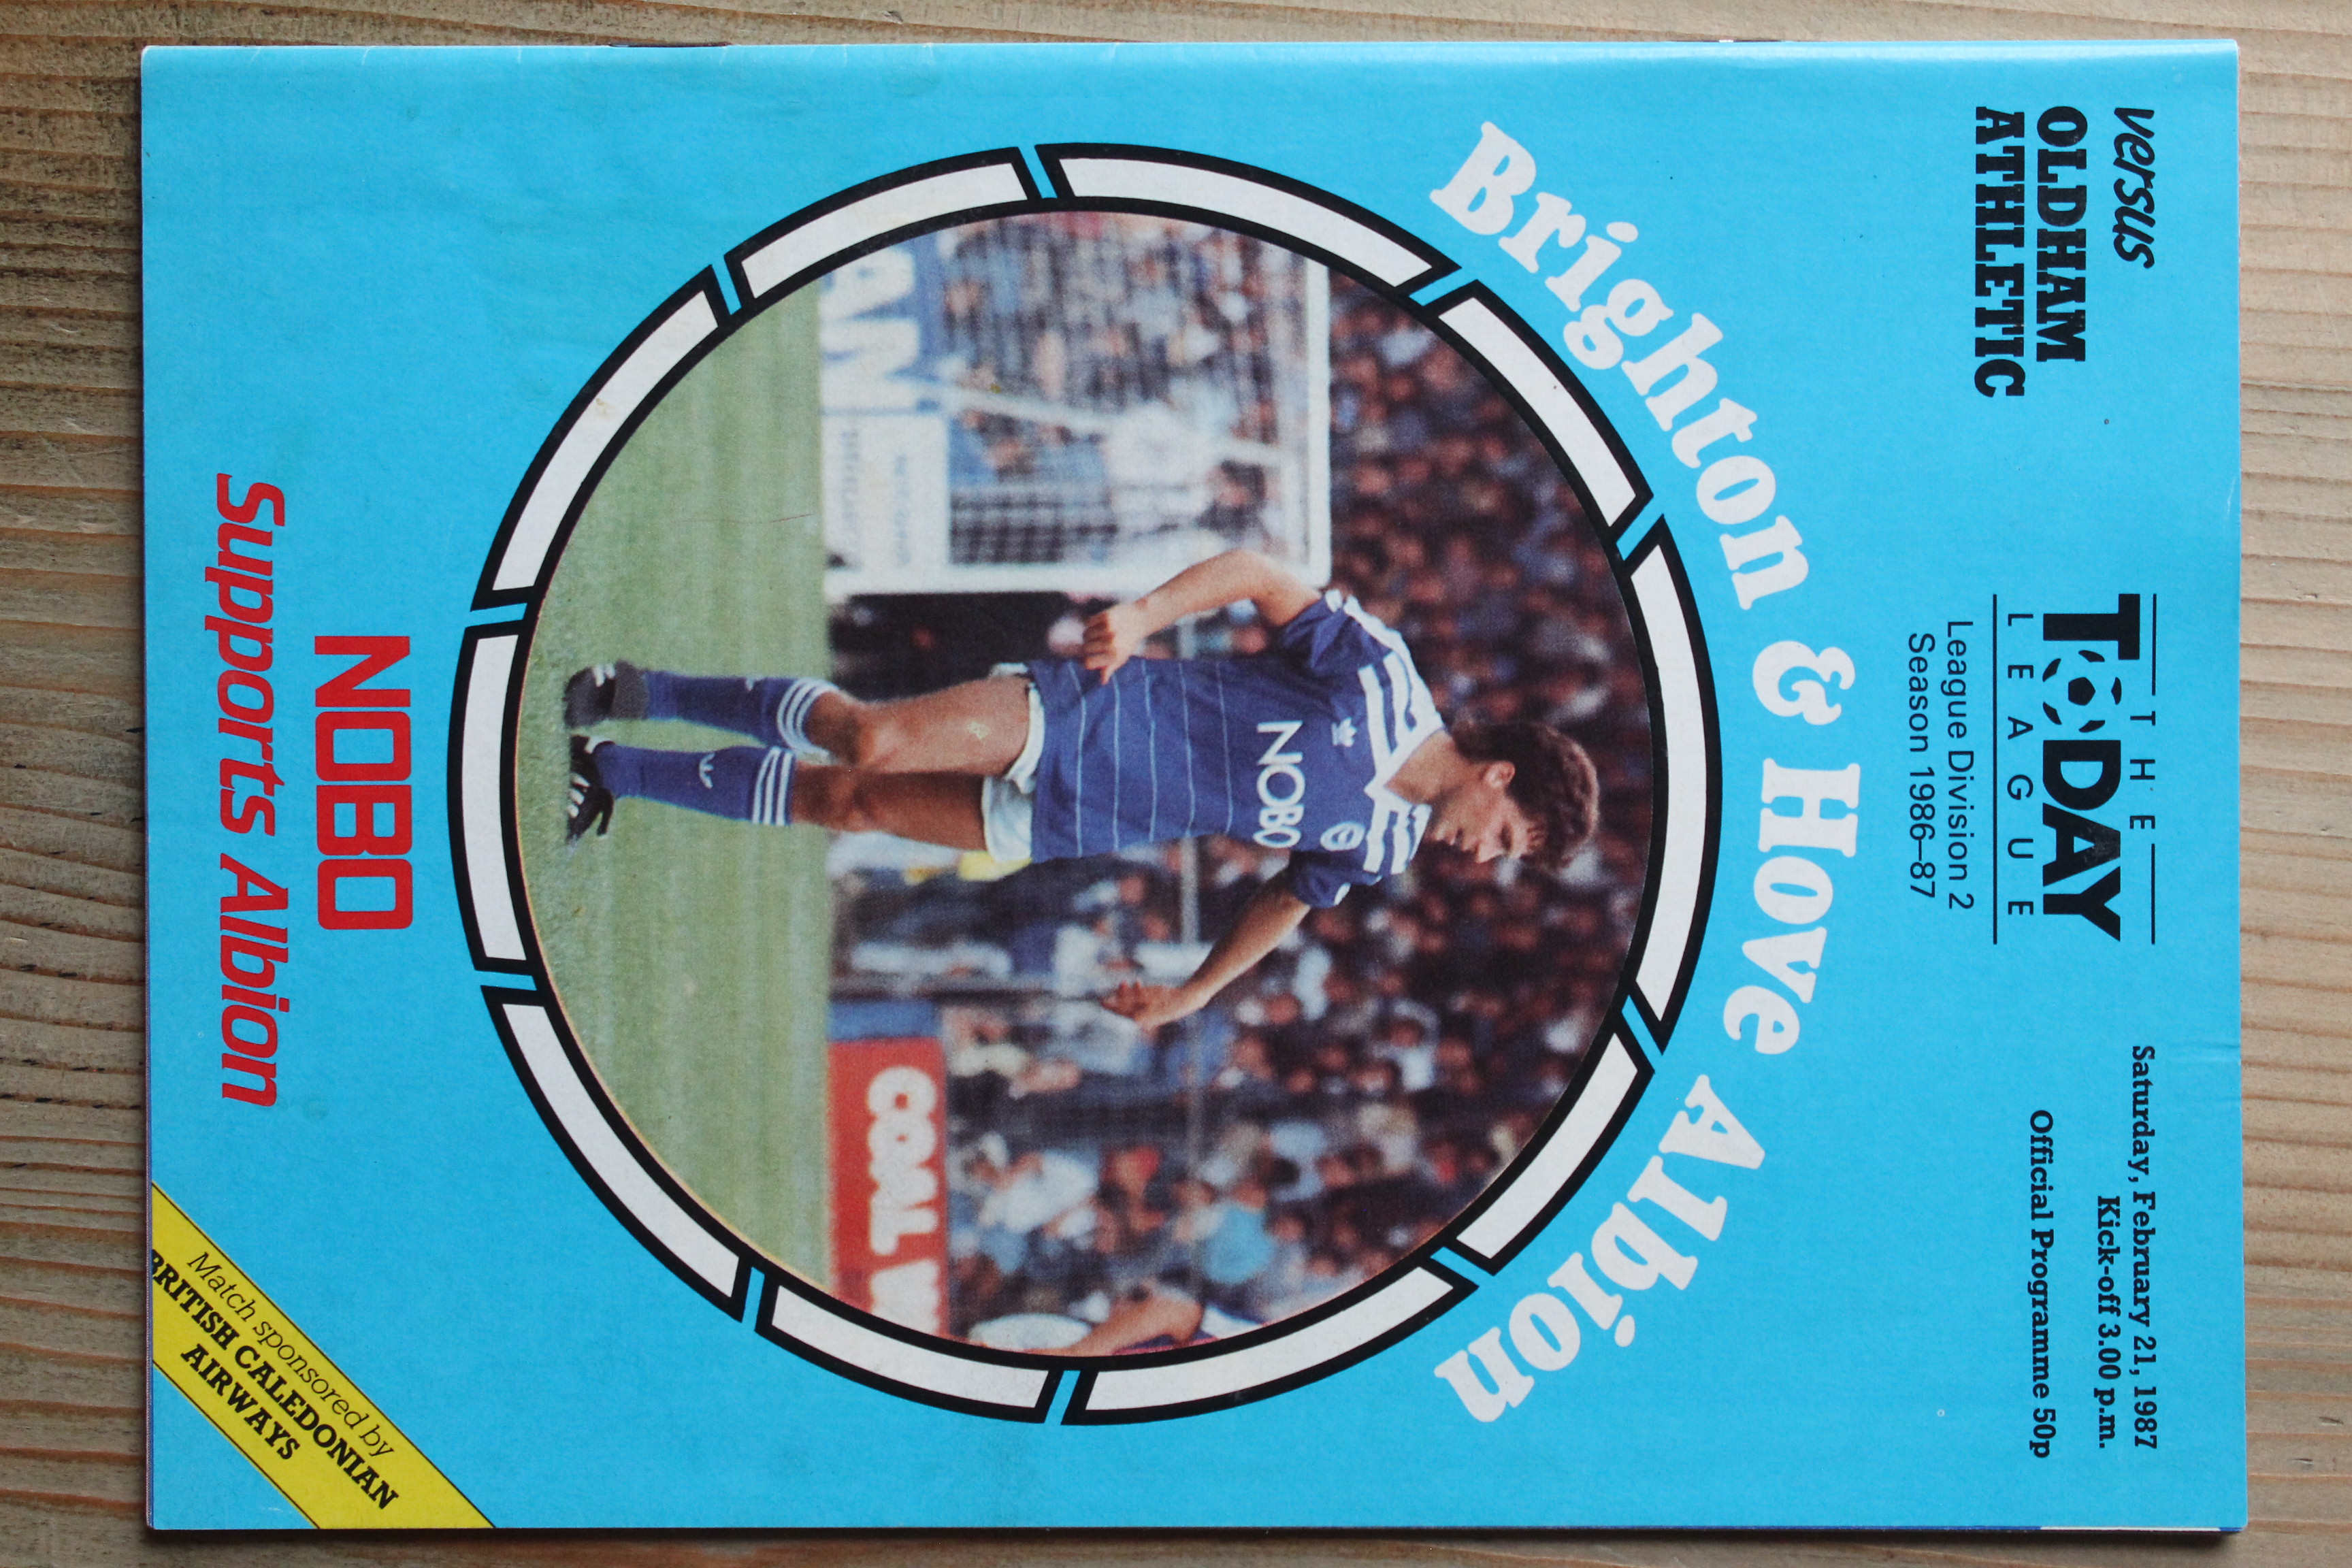 versus
OLDHAM
ATHLETIC
THE
TODAY
LEAGUE
League Division 2
Season 1986–87
Saturday, February 21, 1987
Kick-off 3.00 p.m.
Official Programme 50p
Brighton & Hove Albion
NOBO
COAL
NOBO
Supports Albion
Match sponsored by
BRITISH CALEDONIAN
AIRWAYS